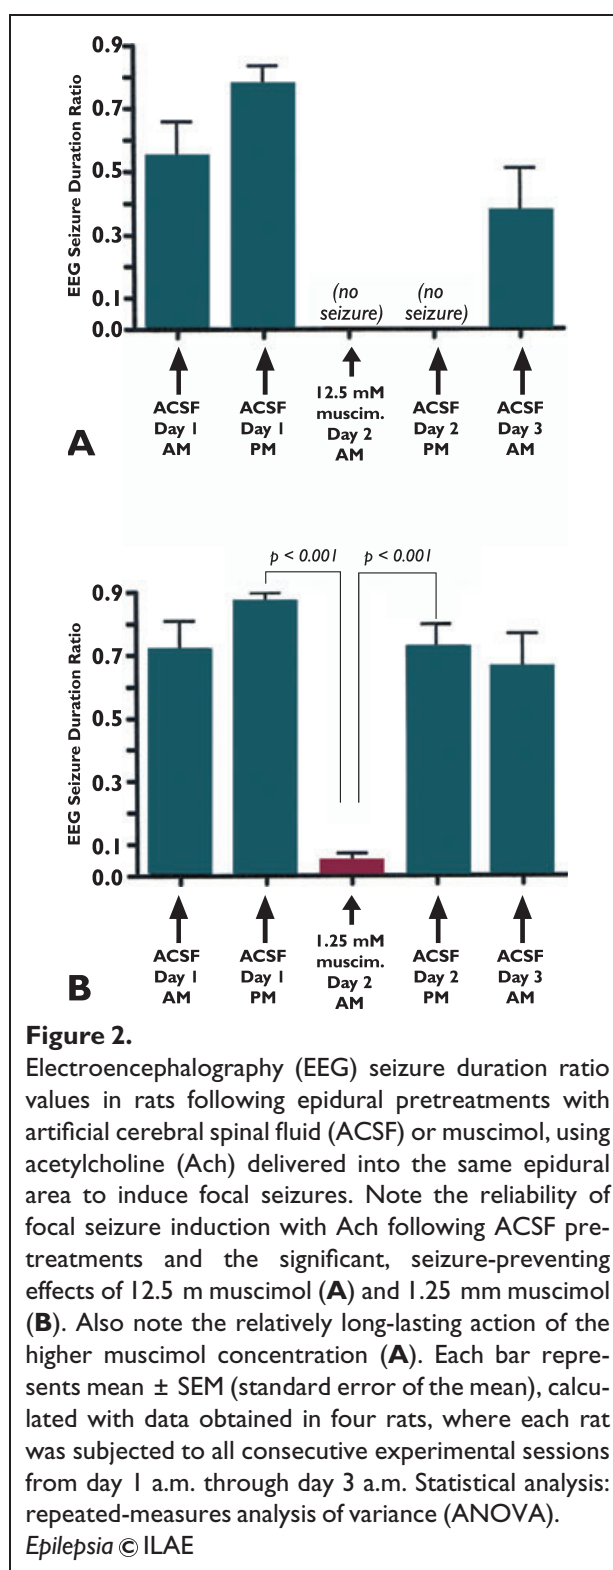 EEG Seizure Duration Ratio
0.9
0.7
0.5
0.3
0.1
0.0
(no
seizure)
(no
seizure)
ACSF
Day 1
AM
ACSF
Day 1
PM
12.5 mM
muscim.
Day 2
AM
ACSF
Day 2
PM
ACSF
Day 3
AM
A
p < 0.001
p < 0.001
EEG Seizure Duration Ratio
0.9
0.7
0.5
0.3
0.1
0.0
ACSF
Day 1
AM
ACSF
Day 1
PM
1.25 mM
muscim.
Day 2
AM
ACSF
Day 2
PM
ACSF
Day 3
AM
B
Figure 2.
Electroencephalography (EEG) seizure duration ratio
values in rats following epidural pretreatments with
artificial cerebral spinal fluid (ACSF) or muscimol, using
acetylcholine (Ach) delivered into the same epidural
area to induce focal seizures. Note the reliability of
focal seizure induction with Ach following ACSF pre-
treatments and the significant, seizure-preventing
effects of 12.5 m muscimol (A) and 1.25 mm muscimol
(B). Also note the relatively long-lasting action of the
higher muscimol concentration (A). Each bar repre-
sents mean ± SEM (standard error of the mean), calcu-
lated with data obtained in four rats, where each rat
was subjected to all consecutive experimental sessions
from day 1 a.m. through day 3 a.m. Statistical analysis:
repeated-measures analysis of variance (ANOVA).
Epilepsia © ILAE